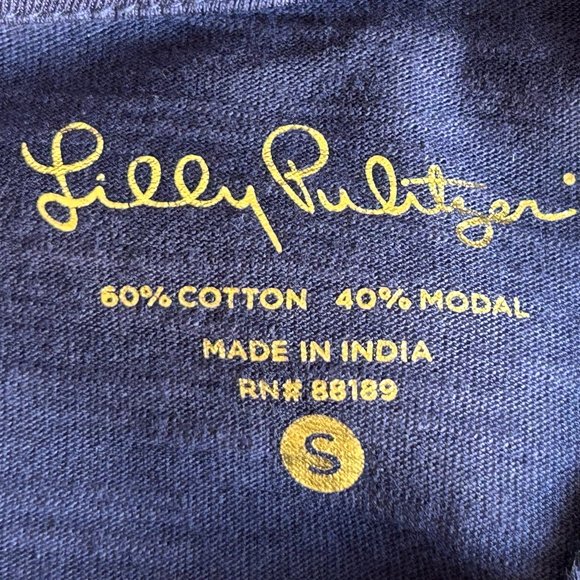 Lilly Pulitzer
60% COTTON 40% MODAL
MADE IN INDIA
RN# 88189
S